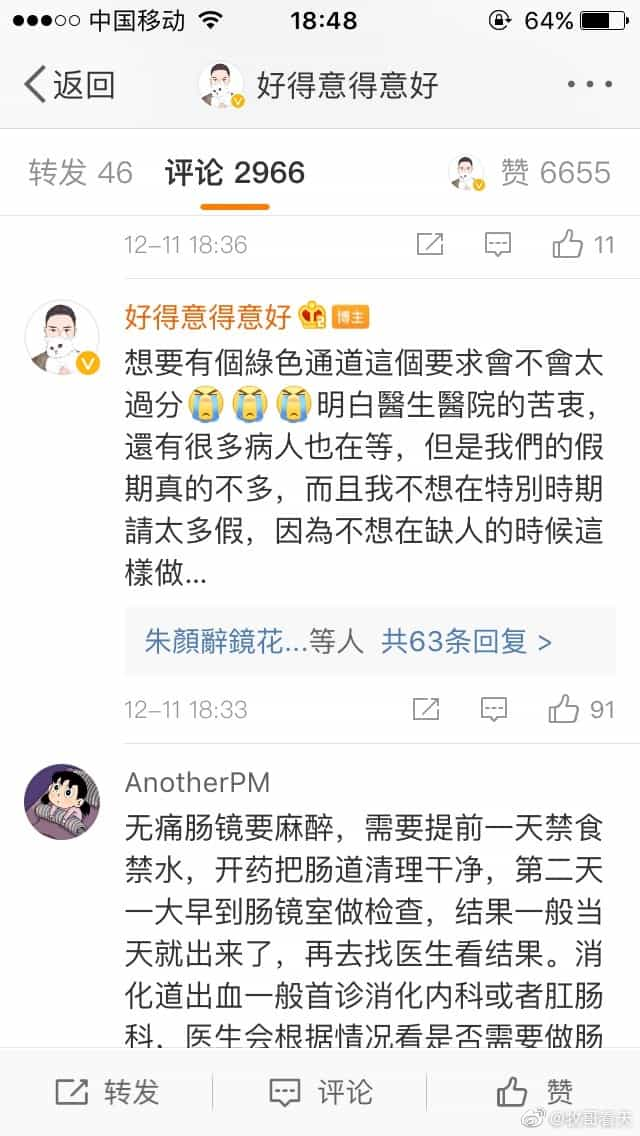 中国移动 18:48 64%
返回 好得意得意好
转发 46 评论 2966 赞 6655
12-11 18:36 11
好得意得意好 博主
想要有個綠色通道這個要求會不會太
過分😭😭😭明白醫生醫院的苦衷，
還有很多病人也在等，但是我們的假
期真的不多，而且我不想在特別時期
請太多假，因為不想在缺人的時候這
樣做...
朱顏辭鏡花...等人 共63条回复 >
12-11 18:33 91
AnotherPM
无痛肠镜要麻醉，需要提前一天禁食
禁水，开药把肠道清理干净，第二天
一大早到肠镜室做检查，结果一般当
天就出来了，再去找医生看结果。消
化道出血一般首诊消化内科或者肛肠
科，医生会根据情况看是否需要做肠
转发 评论 赞
@牧哥看天